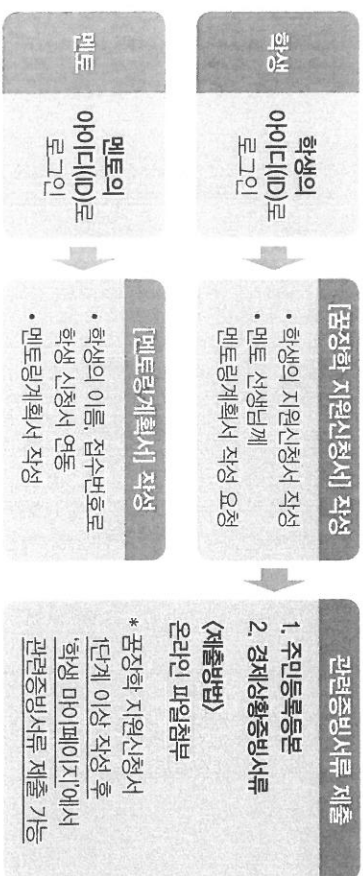 학생
학생의
아이디(ID)로
로그인
[꿈장학 지원신청서] 작성
• 학생의 지원신청서 작성
• 멘토 선생님께
멘토링계획서 작성 요청
멘토
멘토의
아이디(ID)로
로그인
[멘토링계획서] 작성
• 학생의 이름 접수번호로
학생 신청서 연동
• 멘토링계획서 작성
관련증빙서류 제출
1. 주민등록등본
2. 경제상황증빙서류
<제출방법>
온라인 파일첨부
* 꿈장학 지원신청서
1단계 이상 작성 후
'학생 마이페이지'에서
관련증빙서류 제출 가능